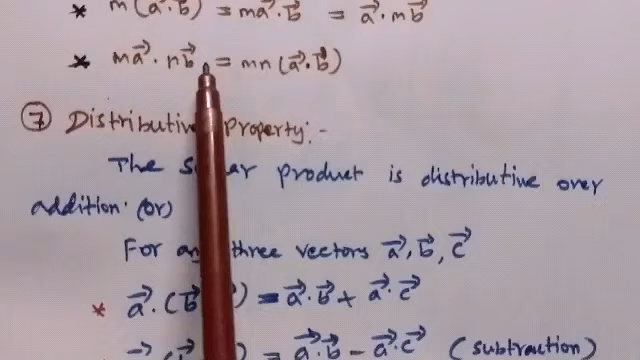 * m(a⃗·b⃗) = ma⃗·b⃗ = a⃗·mb⃗
* ma⃗·nb⃗ = mn(a⃗·b⃗)
⑦ Distributive Property:-
The product is distributive over
addition. (or)
For any three vectors a⃗, b⃗, c⃗
* a⃗·(b⃗ ) = a⃗·b⃗ + a⃗·c⃗
= a⃗·b⃗ - a⃗·c⃗ (subtraction)